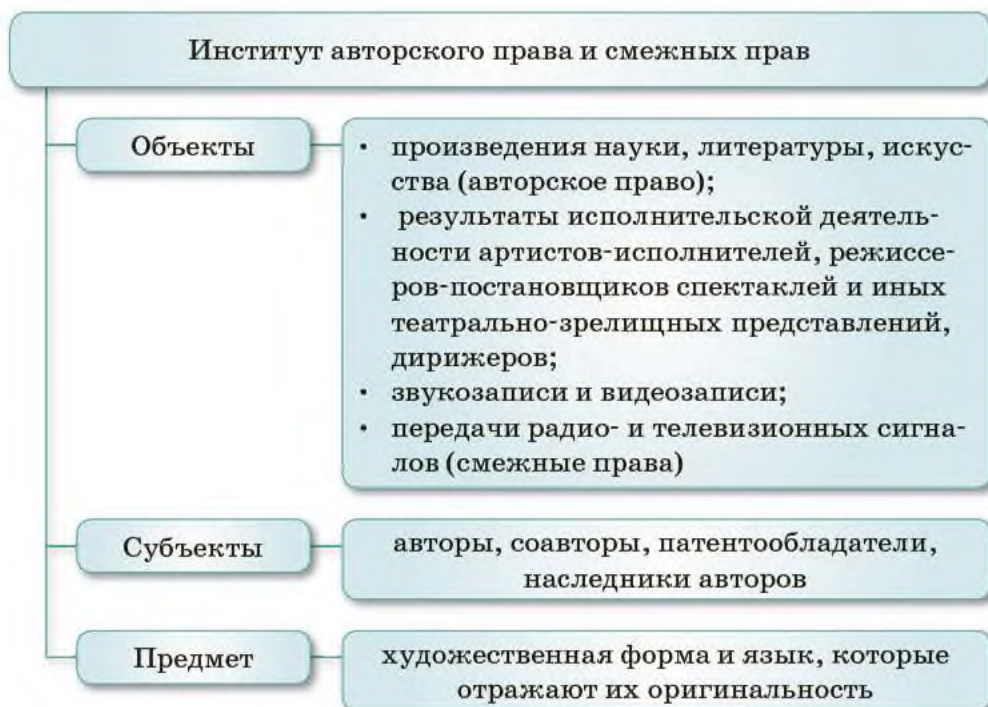 Институт авторского права и смежных прав
Объекты
• произведения науки, литературы, искус-
ства (авторское право);
• результаты исполнительской деятель-
ности артистов-исполнителей, режиссе-
ров-постановщиков спектаклей и иных
театрально-зрелищных представлений,
дирижеров;
• звукозаписи и видеозаписи;
• передачи радио- и телевизионных сигна-
лов (смежные права)
Субъекты
авторы, соавторы, патентообладатели,
наследники авторов
Предмет
художественная форма и язык, которые
отражают их оригинальность